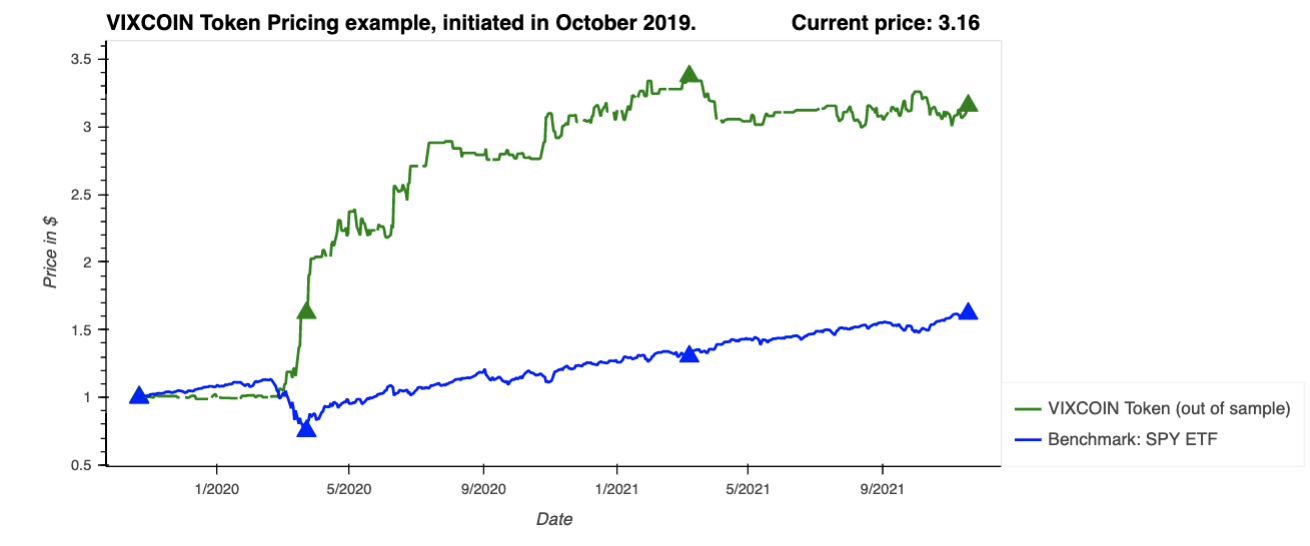 VIXCOIN Token Pricing example, initiated in October 2019. Current price: 3.16
3.5
3
2.5
2
1.5
1
0.5
Price in $
1/2020 5/2020 9/2020 1/2021 5/2021 9/2021
Date
VIXCOIN Token (out of sample)
Benchmark: SPY ETF